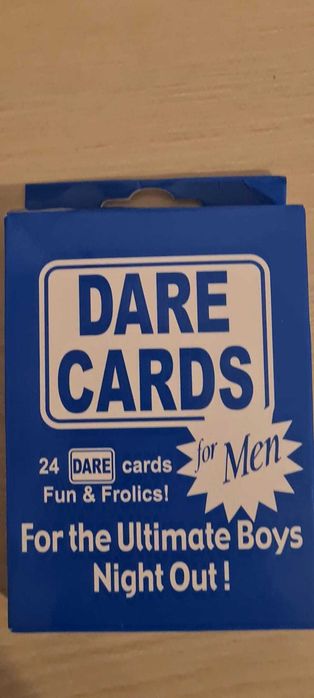 DARE
CARDS
for Men
24 DARE cards
Fun & Frolics!
For the Ultimate Boys
Night Out!